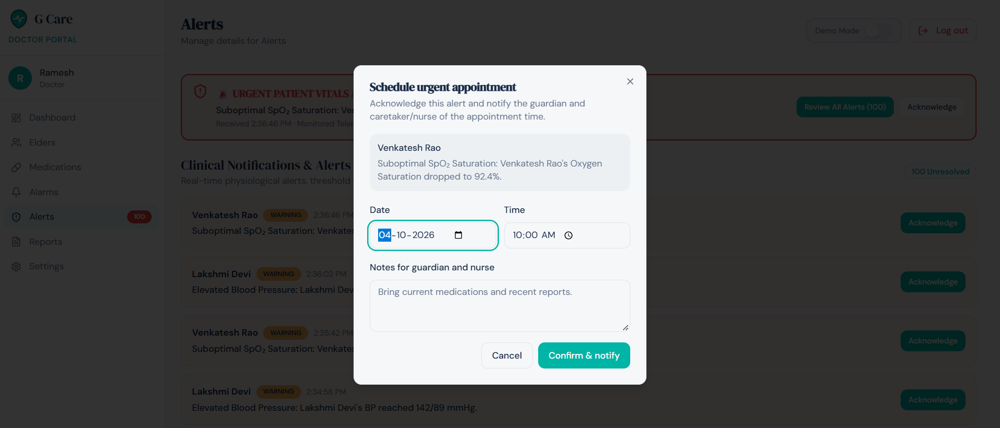 G Care
DOCTOR PORTAL
R
Ramesh
Doctor
Dashboard
Elders
Medications
Alarms
Alerts
100
Reports
Settings
Alerts
Manage details for Alerts
Demo Mode
Log out
URGENT PATIENT VITALS
Suboptimal SpO₂ Saturation:
Received 2:36:46 PM · Monitored
Review All Alerts (100)
Acknowledge
Clinical Notifications & Alerts
Real-time physiological alerts, threshold
100 Unresolved
Venkatesh Rao WARNING 2:36:46 PM
Suboptimal SpO₂ Saturation:
Acknowledge
Lakshmi Devi WARNING 2:36:02 PM
Elevated Blood Pressure: Lakshmi Dev
Acknowledge
Venkatesh Rao WARNING 2:35:42 PM
Suboptimal SpO₂ Saturation:
Acknowledge
Lakshmi Devi WARNING 2:34:58 PM
Elevated Blood Pressure: Lakshmi Devi's BP reached 142/89 mmHg.
Acknowledge
Schedule urgent appointment
Acknowledge this alert and notify the guardian and
caretaker/nurse of the appointment time.
Venkatesh Rao
Suboptimal SpO₂ Saturation: Venkatesh Rao's Oxygen
Saturation dropped to 92.4%.
Date
Time
04-10-2026
10:00 AM
Notes for guardian and nurse
Bring current medications and recent reports.
Cancel
Confirm & notify